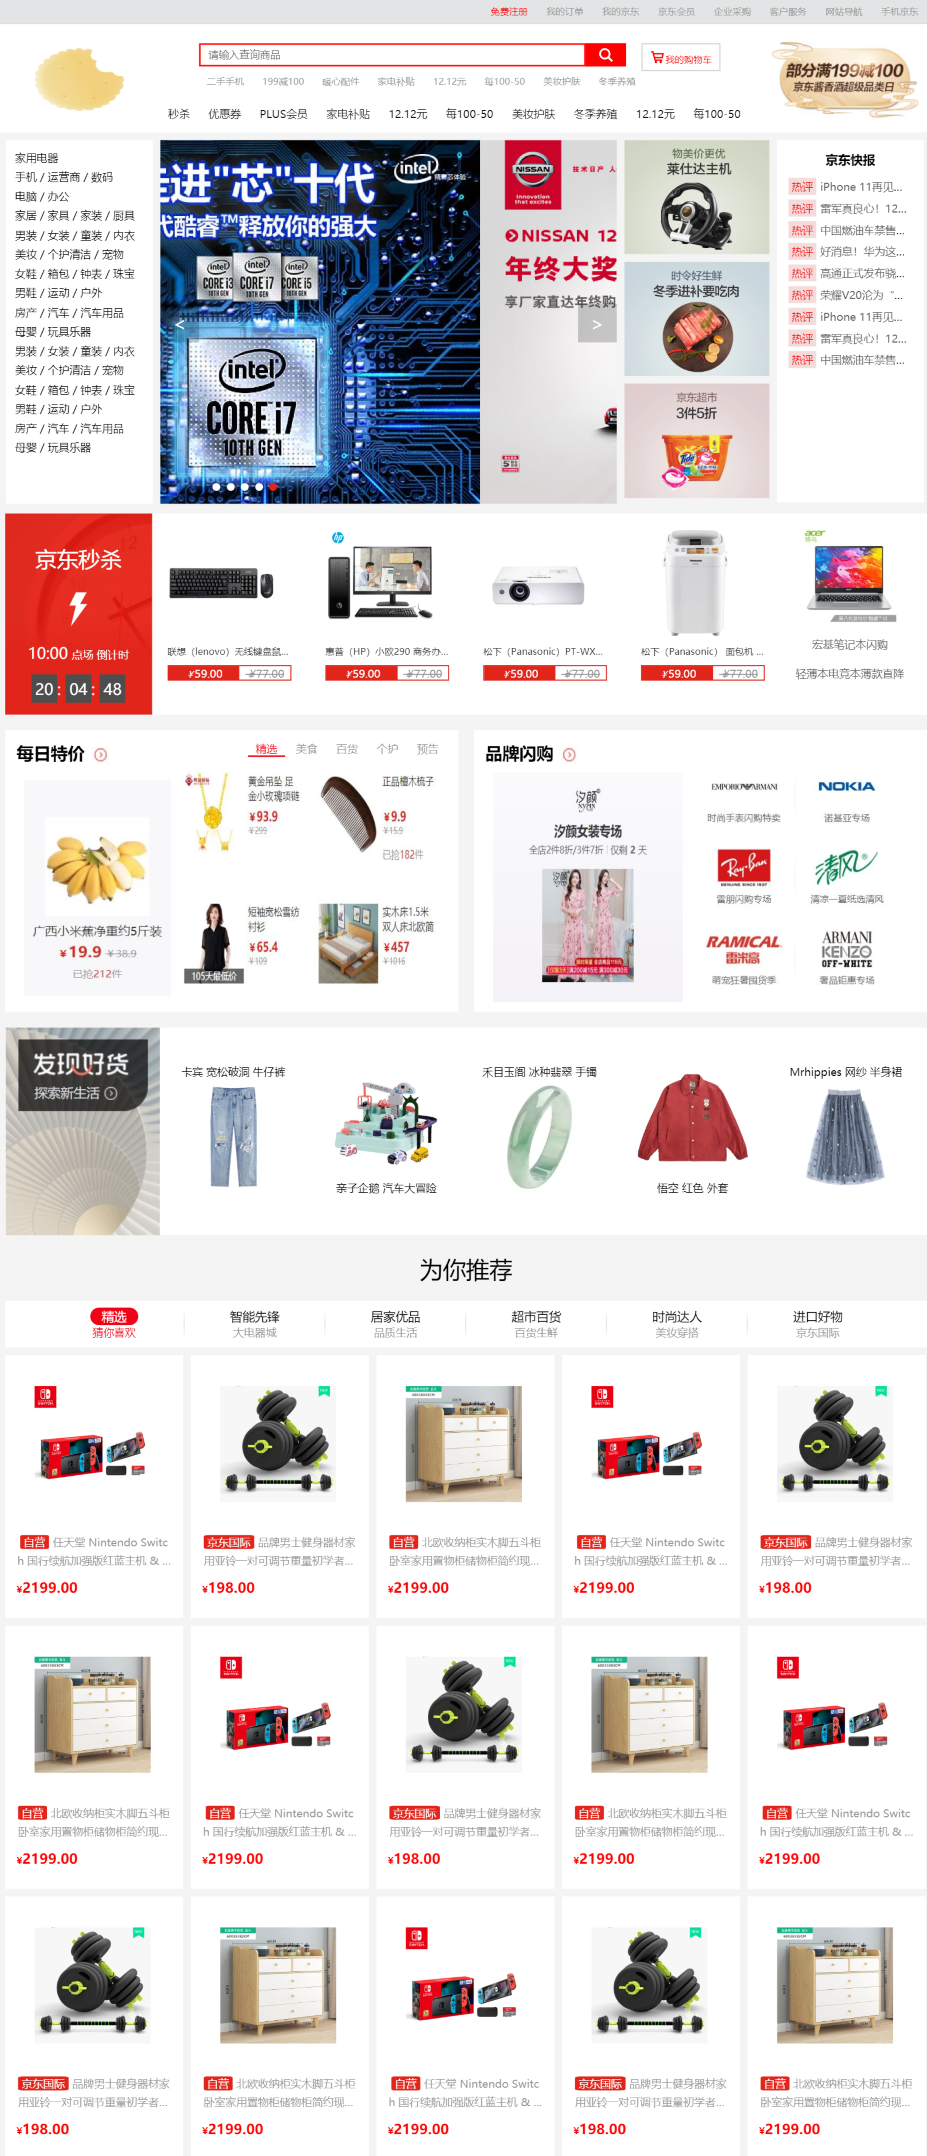 免费注册 我的订单 我的京东 京东会员 企业采购 客户服务 网站导航 手机京东
请输入查询商品
我的购物车
二手手机 199减100 暖心配件 家电补贴 12.12元 每100-50 美妆护肤 冬季养殖
秒杀 优惠券 PLUS会员 家电补贴 12.12元 每100-50 美妆护肤 冬季养殖 12.12元 每100-50
部分满199减100
京东酱香酒超级品类日
家用电器
手机 / 运营商 / 数码
电脑 / 办公
家居 / 家具 / 家装 / 厨具
男装 / 女装 / 童装 / 内衣
美妆 / 个护清洁 / 宠物
女鞋 / 箱包 / 钟表 / 珠宝
男鞋 / 运动 / 户外
房产 / 汽车 / 汽车用品
母婴 / 玩具乐器
男装 / 女装 / 童装 / 内衣
美妆 / 个护清洁 / 宠物
女鞋 / 箱包 / 钟表 / 珠宝
男鞋 / 运动 / 户外
房产 / 汽车 / 汽车用品
母婴 / 玩具乐器
进"芯"十代
代酷睿™释放你的强大
intel
精彩芯体验
intel CORE i3 10TH GEN
intel CORE i7 10TH GEN
intel CORE i5 10TH GEN
intel
CORE i7
10TH GEN
<
>
NISSAN
Innovation
that excites
技术日产 人
NISSAN 12
年终大奖
享厂家直达年终购
物美价更优
莱仕达主机
时令好生鲜
冬季进补要吃肉
京东超市
3件5折
Tide
京东快报
热评 iPhone 11再见...
热评 雷军真良心！12...
热评 中国燃油车禁售...
热评 好消息！华为这...
热评 高通正式发布骁...
热评 荣耀V20沦为“...
热评 iPhone 11再见...
热评 雷军真良心！12...
热评 中国燃油车禁售...
京东秒杀
10:00 点场 倒计时
20 : 04 : 48
联想（lenovo）无线键盘鼠...
¥59.00 ¥77.00
hp
惠普（HP）小欧290 商务办...
¥59.00 ¥77.00
松下（Panasonic）PT-WX...
¥59.00 ¥77.00
松下（Panasonic） 面包机 ...
¥59.00 ¥77.00
acer
宏基笔记本闪购
轻薄本电竞本薄款直降
每日特价
精选 美食 百货 个护 预告
广西小米蕉净重约5斤装
¥19.9 ¥38.9
已抢212件
黄金吊坠 足
金小玫瑰项链
¥93.9
¥299
正品檀木梳子
¥9.9
¥15.9
已抢182件
短袖宽松雪纺
衬衫
¥65.4
¥109
105天最低价
实木床1.5米
双人床北欧简
¥457
¥1016
品牌闪购
汐颜
汐颜女装专场
全店2件8折/3件7折 | 仅剩 2 天
汐颜
EMPORIO ARMANI
时尚手表闪购特卖
NOKIA
诺基亚专场
Ray-Ban
GENUINE SINCE 1937
雷朋闪购专场
清风
清凉一夏纸选清风
RAMICAL
雷米高
萌宠狂暑囤货季
ARMANI
KENZO
OFF-WHITE
奢品钜惠专场
发现好货
探索新生活
卡宾 宽松破洞 牛仔裤
亲子企鹅 汽车大冒险
禾目玉阁 冰种翡翠 手镯
悟空 红色 外套
Mrhippies 网纱 半身裙
为你推荐
精选 智能先锋 居家优品 超市百货 时尚达人 进口好物
猜你喜欢 大电器城 品质生活 百货生鲜 美妆穿搭 京东国际
自营 任天堂 Nintendo Switc
h 国行续航加强版红蓝主机 & ...
¥2199.00
京东国际 品牌男士健身器材家
用亚铃一对可调节重量初学者...
¥198.00
自营 北欧收纳柜实木脚五斗柜
卧室家用置物柜储物柜简约现...
¥2199.00
自营 任天堂 Nintendo Switc
h 国行续航加强版红蓝主机 & ...
¥2199.00
京东国际 品牌男士健身器材家
用亚铃一对可调节重量初学者...
¥198.00
自营 北欧收纳柜实木脚五斗柜
卧室家用置物柜储物柜简约现...
¥2199.00
自营 任天堂 Nintendo Switc
h 国行续航加强版红蓝主机 & ...
¥2199.00
京东国际 品牌男士健身器材家
用亚铃一对可调节重量初学者...
¥198.00
自营 北欧收纳柜实木脚五斗柜
卧室家用置物柜储物柜简约现...
¥2199.00
自营 任天堂 Nintendo Switc
h 国行续航加强版红蓝主机 & ...
¥2199.00
京东国际 品牌男士健身器材家
用亚铃一对可调节重量初学者...
¥198.00
自营 北欧收纳柜实木脚五斗柜
卧室家用置物柜储物柜简约现...
¥2199.00
自营 任天堂 Nintendo Switc
h 国行续航加强版红蓝主机 & ...
¥2199.00
京东国际 品牌男士健身器材家
用亚铃一对可调节重量初学者...
¥198.00
自营 北欧收纳柜实木脚五斗柜
卧室家用置物柜储物柜简约现...
¥2199.00